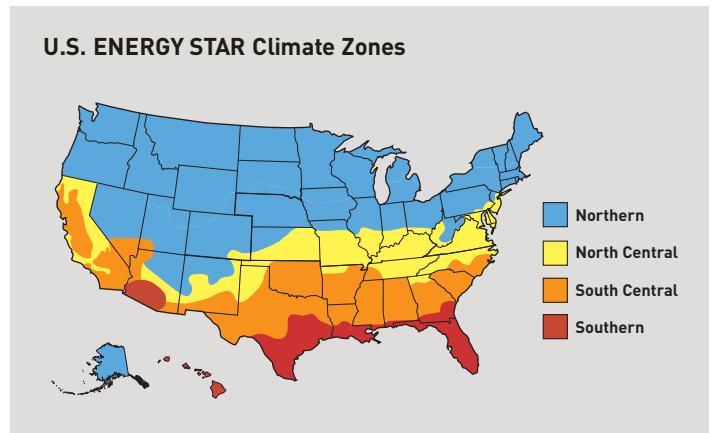 U.S. ENERGY STAR Climate Zones
Northern
North Central
South Central
Southern